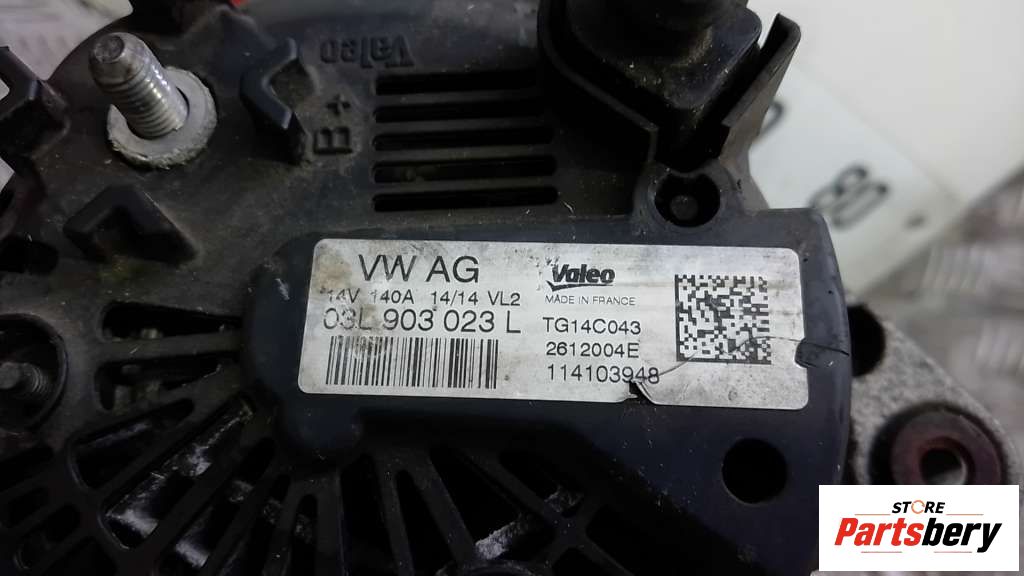 Valeo
B+
VW AG
14V 140A 14/14 VL2
03L 903 023 L
Valeo
MADE IN FRANCE
TG14C043
2612004E
114103948
STORE
Partsbery